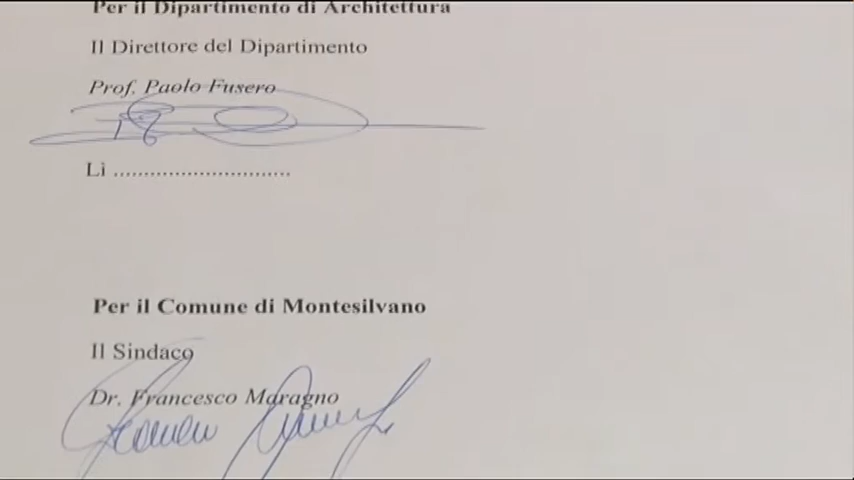 Per il Dipartimento di Architettura
Il Direttore del Dipartimento
Prof. Paolo Fusero
Lì ..............................
Per il Comune di Montesilvano
Il Sindaco
Dr. Francesco Maragno